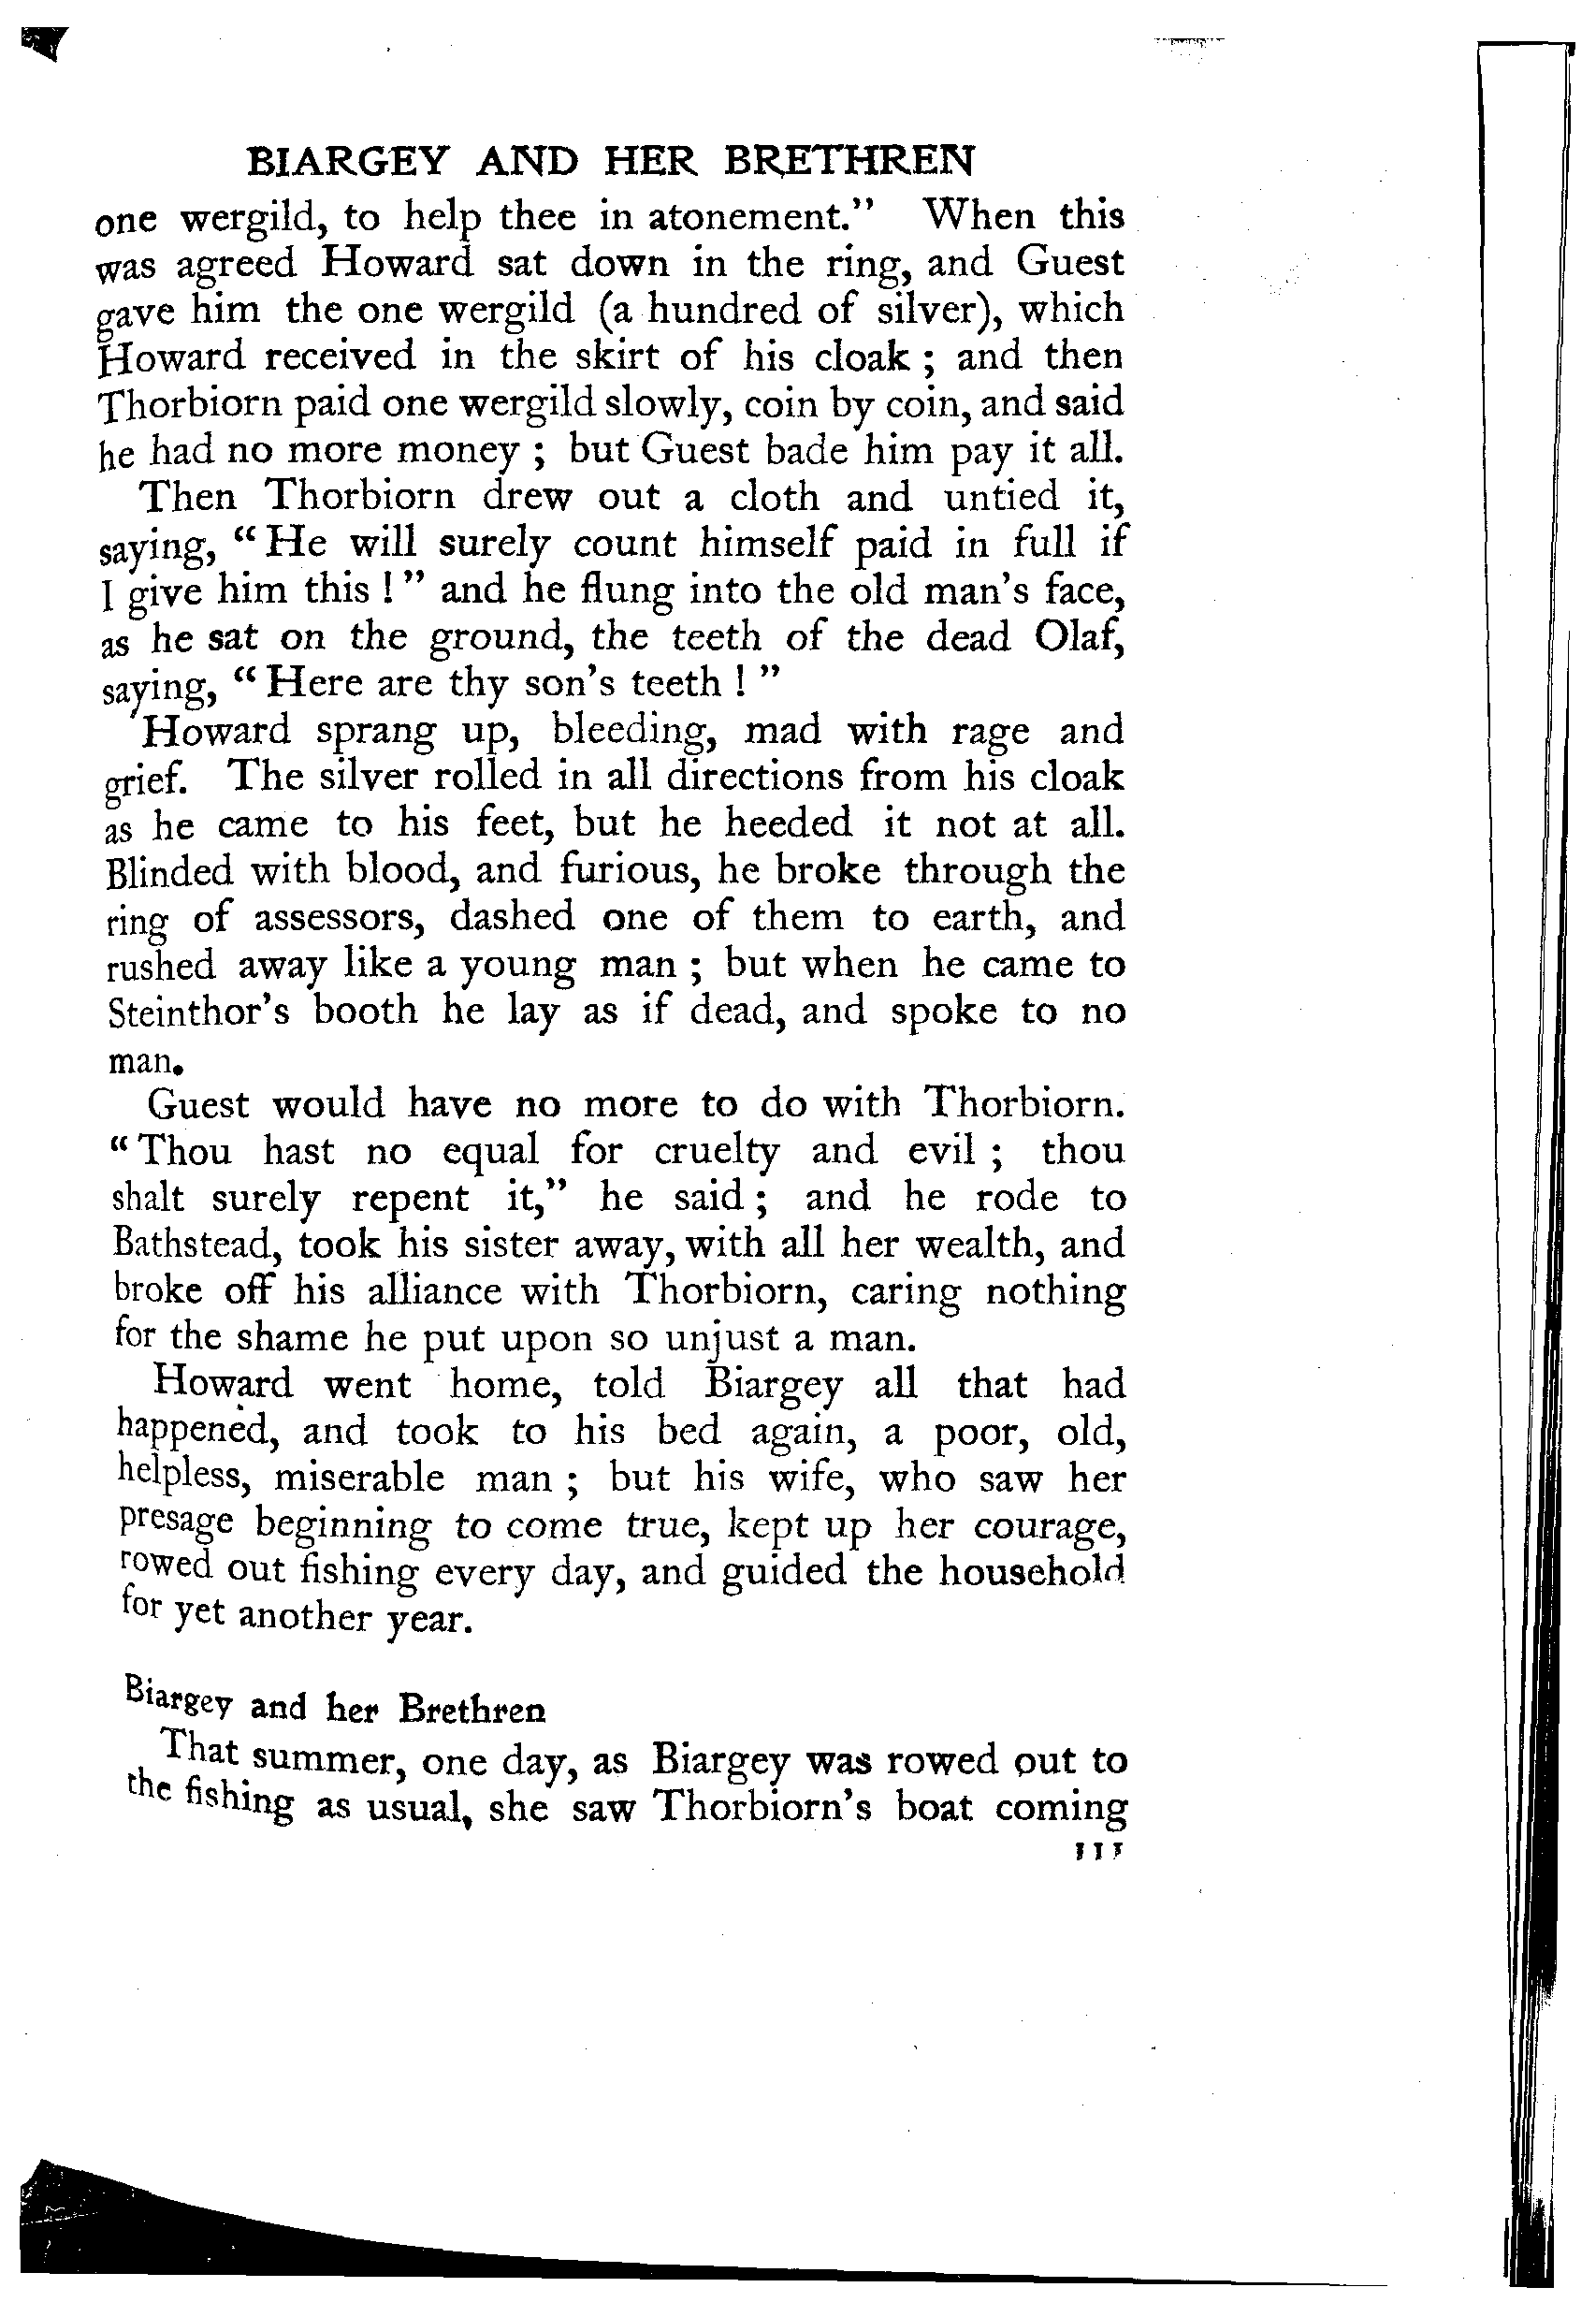 BIARGEY AND HER BRETHREN
one wergild, to help thee in atonement.” When this
was agreed Howard sat down in the ring, and Guest
gave him the one wergild (a hundred of silver), which
Howard received in the skirt of his cloak ; and then
Thorbiorn paid one wergild slowly, coin by coin, and said
he had no more money ; but Guest bade him pay it all.
Then Thorbiorn drew out a cloth and untied it,
saying, “ He will surely count himself paid in full if
I give him this ! ” and he flung into the old man’s face,
as he sat on the ground, the teeth of the dead Olaf,
saying, “ Here are thy son’s teeth ! ”
Howard sprang up, bleeding, mad with rage and
grief. The silver rolled in all directions from his cloak
as he came to his feet, but he heeded it not at all.
Blinded with blood, and furious, he broke through the
ring of assessors, dashed one of them to earth, and
rushed away like a young man ; but when he came to
Steinthor’s booth he lay as if dead, and spoke to no
man.
Guest would have no more to do with Thorbiorn.
“ Thou hast no equal for cruelty and evil ; thou
shalt surely repent it,” he said ; and he rode to
Bathstead, took his sister away, with all her wealth, and
broke off his alliance with Thorbiorn, caring nothing
for the shame he put upon so unjust a man.
Howard went home, told Biargey all that had
happened, and took to his bed again, a poor, old,
helpless, miserable man ; but his wife, who saw her
presage beginning to come true, kept up her courage,
rowed out fishing every day, and guided the household
for yet another year.
Biargey and her Brethren
That summer, one day, as Biargey was rowed out to
the fishing as usual, she saw Thorbiorn’s boat coming
111